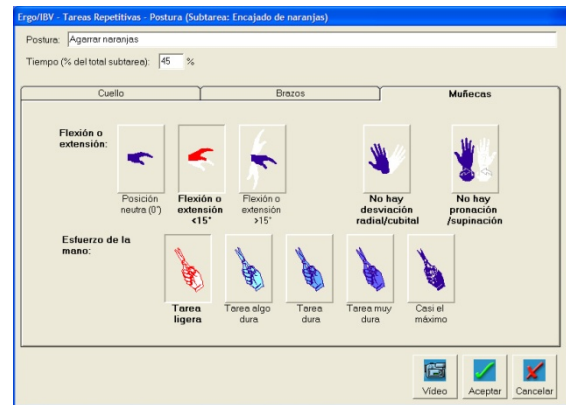 Ergo/IBV - Tareas Repetitivas - Postura (Subtarea: Encajado de naranjas)
Postura: Agarrar naranjas
Tiempo (% del total subtarea): 45 %
Cuello Brazos Muñecas
Flexión o
extensión:
Posición
neutra (0°)
Flexión o
extensión
<15°
Flexión o
extensión
>15°
No hay
desviación
radial/cubital
No hay
pronación
/supinación
Esfuerzo de la
mano:
Tarea
ligera
Tarea algo
dura
Tarea
dura
Tarea muy
dura
Casi el
máximo
Vídeo Aceptar Cancelar